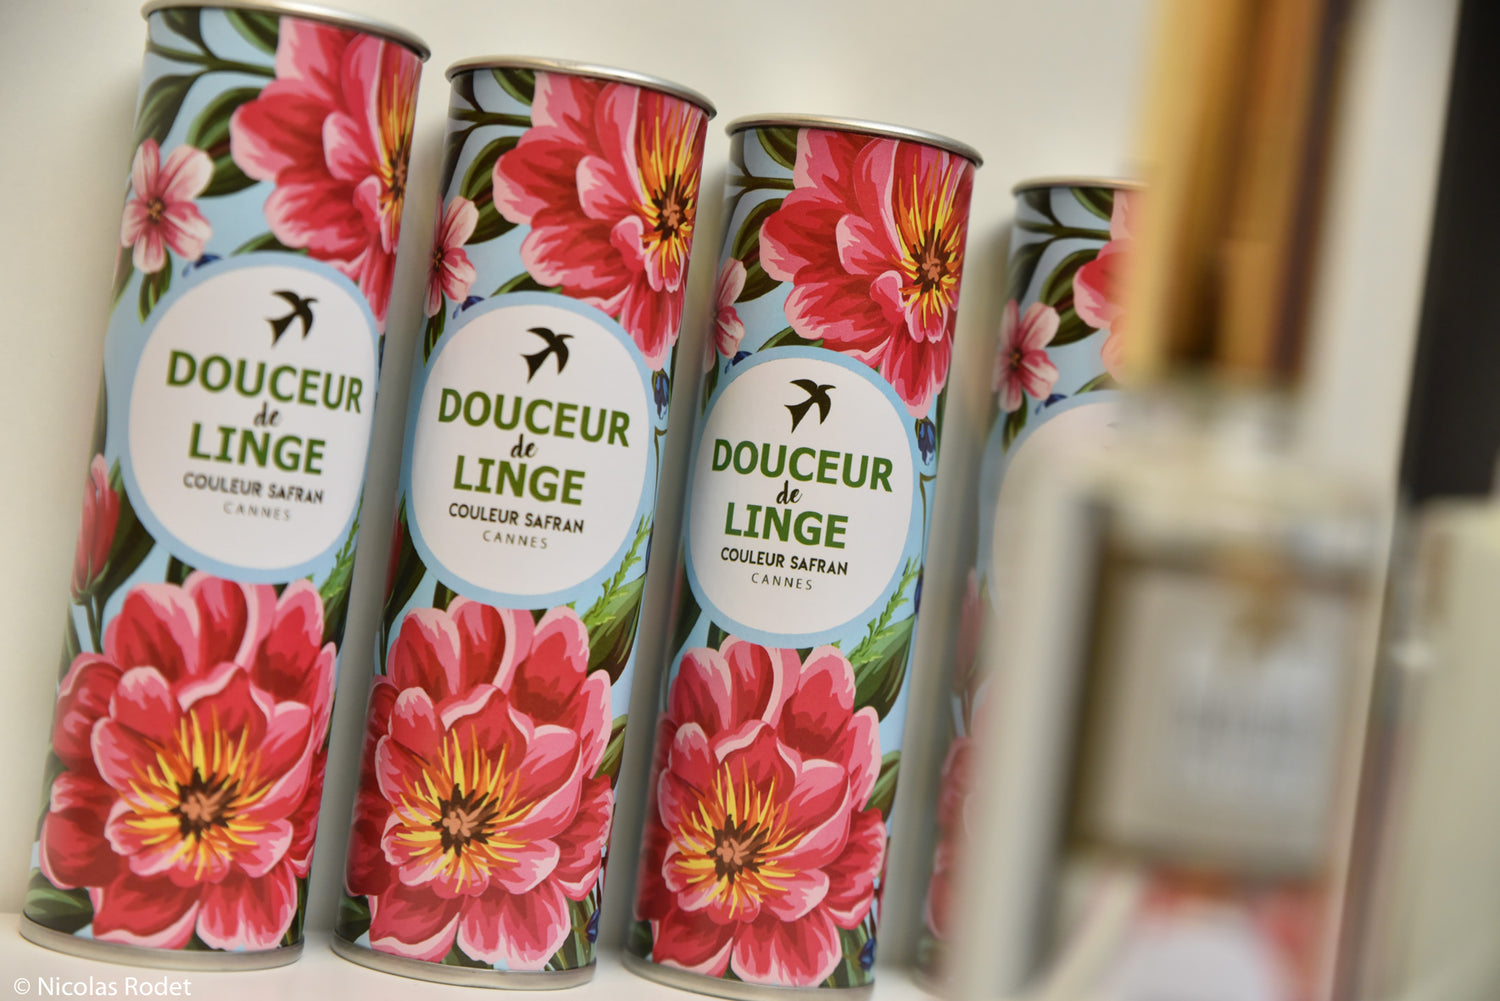 DOUCEUR
de
LINGE
COULEUR SAFRAN
CANNES
DOUCEUR
de
LINGE
COULEUR SAFRAN
CANNES
DOUCEUR
de
LINGE
COULEUR SAFRAN
CANNES
© Nicolas Rodet